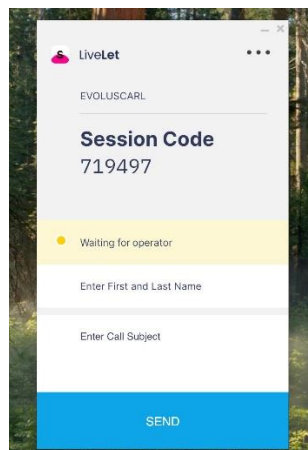 S LiveLet
EVOLUSCARL
Session Code
719497
Waiting for operator
Enter First and Last Name
Enter Call Subject
SEND